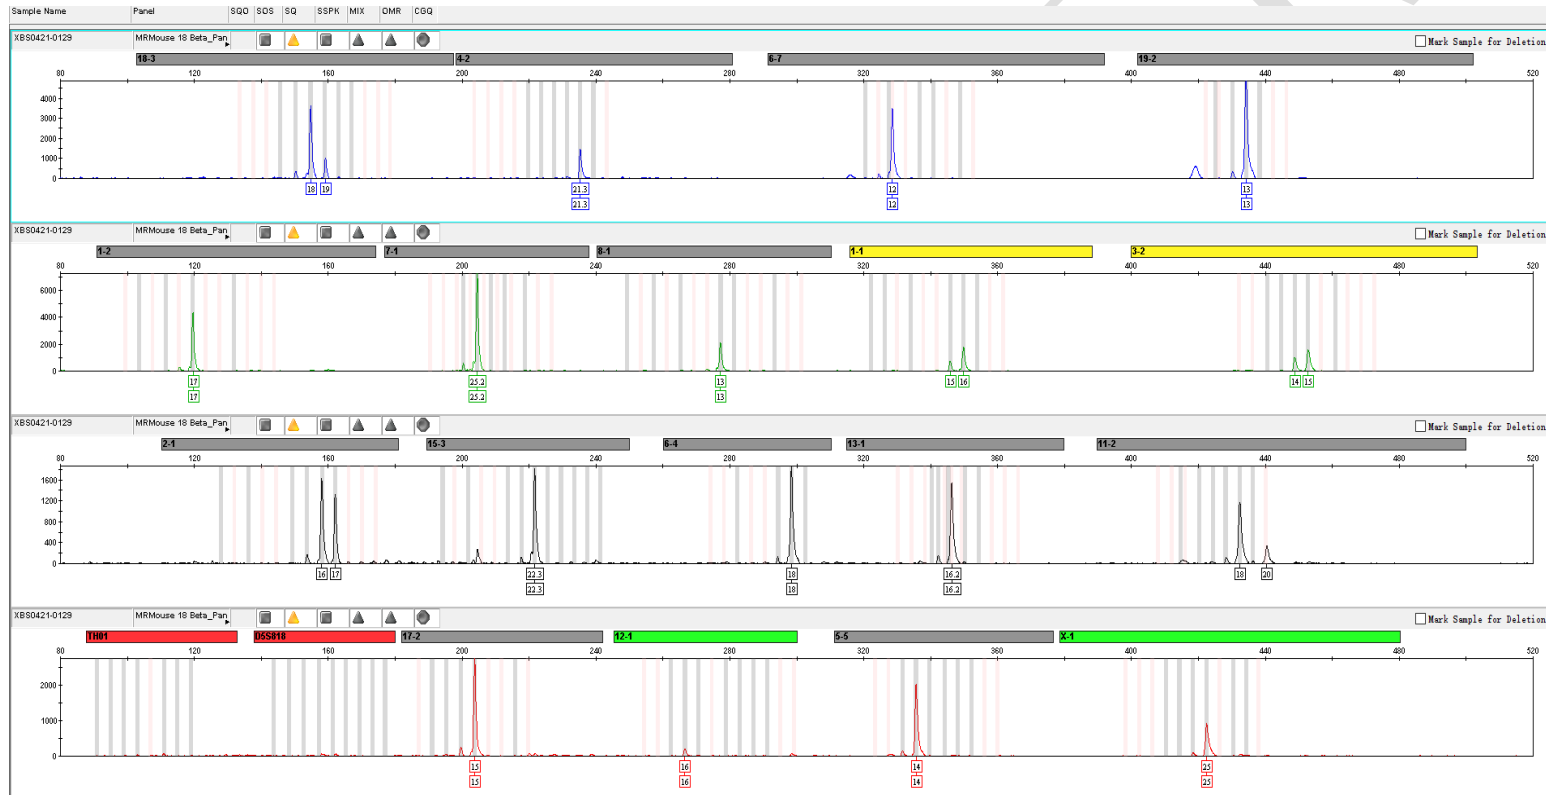 Sample Name Panel SQO SOS SQ SSPK MIX OMR CGQ
XBS0421-0129 MRMouse 18 Beta_Pan Mark Sample for Deletion
18-3 4-2 6-7 19-2
80 120 160 200 240 280 320 360 400 440 480 520
4000
3000
2000
1000
0
18 19 21.3 12 13
21.3 12 13
XBS0421-0129 MRMouse 18 Beta_Pan Mark Sample for Deletion
1-2 7-1 8-1 1-1 3-2
80 120 160 200 240 280 320 360 400 440 480 520
6000
4000
2000
0
17 25.2 13 15 16 14 15
17 25.2 13
XBS0421-0129 MRMouse 18 Beta_Pan Mark Sample for Deletion
2-1 15-3 6-4 13-1 11-2
80 120 160 200 240 280 320 360 400 440 480 520
1600
1200
800
400
0
16 17 22.3 18 16.2 18 20
22.3 18 16.2
XBS0421-0129 MRMouse 18 Beta_Pan Mark Sample for Deletion
TH01 D5S818 17-2 12-1 5-5 X-1
80 120 160 200 240 280 320 360 400 440 480 520
2000
1000
0
15 16 14 25
15 16 14 25